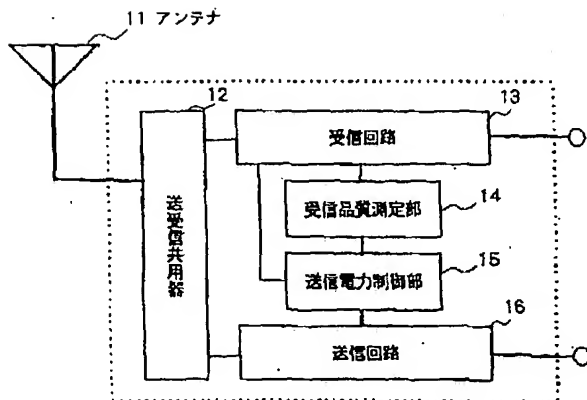 11 アンテナ
12
13
受信回路
送受信共用器
受信品質測定部
14
15
送信電力制御部
16
送信回路